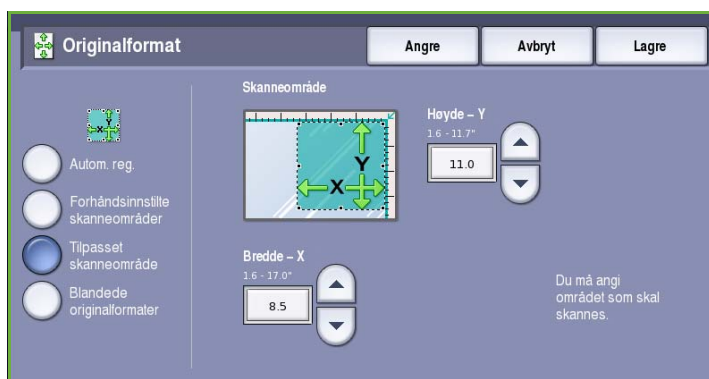 Originalformat
Angre
Avbryt
Lagre
Autom. reg.
Forhåndsinnstilte
skanneområder
Tilpasset
skanneområde
Blandede
originalformater
Skanneområde
Y
X
Høyde – Y
1.6 - 11.7"
11.0
Bredde – X
1.6 - 17.0"
8.5
Du må angi
området som skal
skannes.